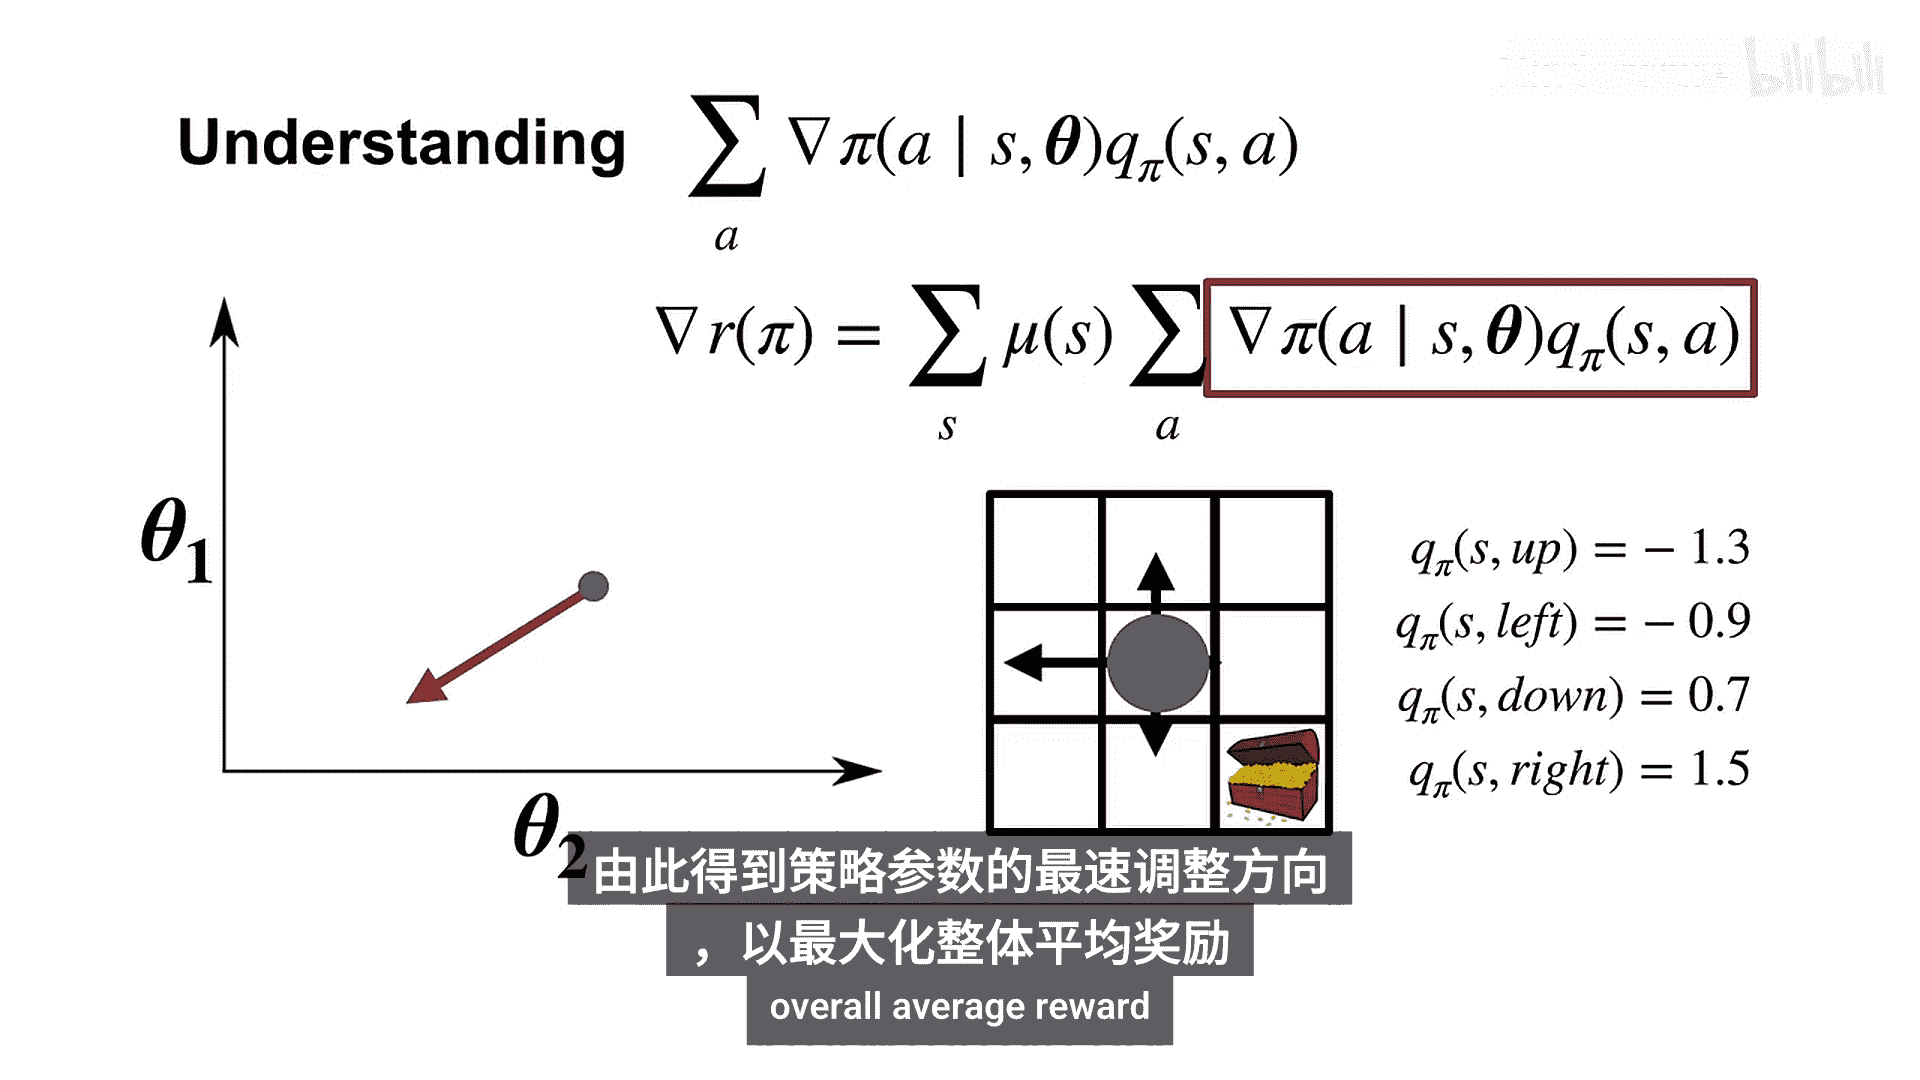 bilibili
Understanding ∑ₐ ∇π(a | s, θ)q_π(s, a)
∇r(π) = ∑ₛ μ(s) ∑ₐ ∇π(a | s, θ)q_π(s, a)
θ₁
θ₂
q_π(s, up) = − 1.3
q_π(s, left) = − 0.9
q_π(s, down) = 0.7
q_π(s, right) = 1.5
由此得到策略参数的最速调整方向
，以最大化整体平均奖励
overall average reward